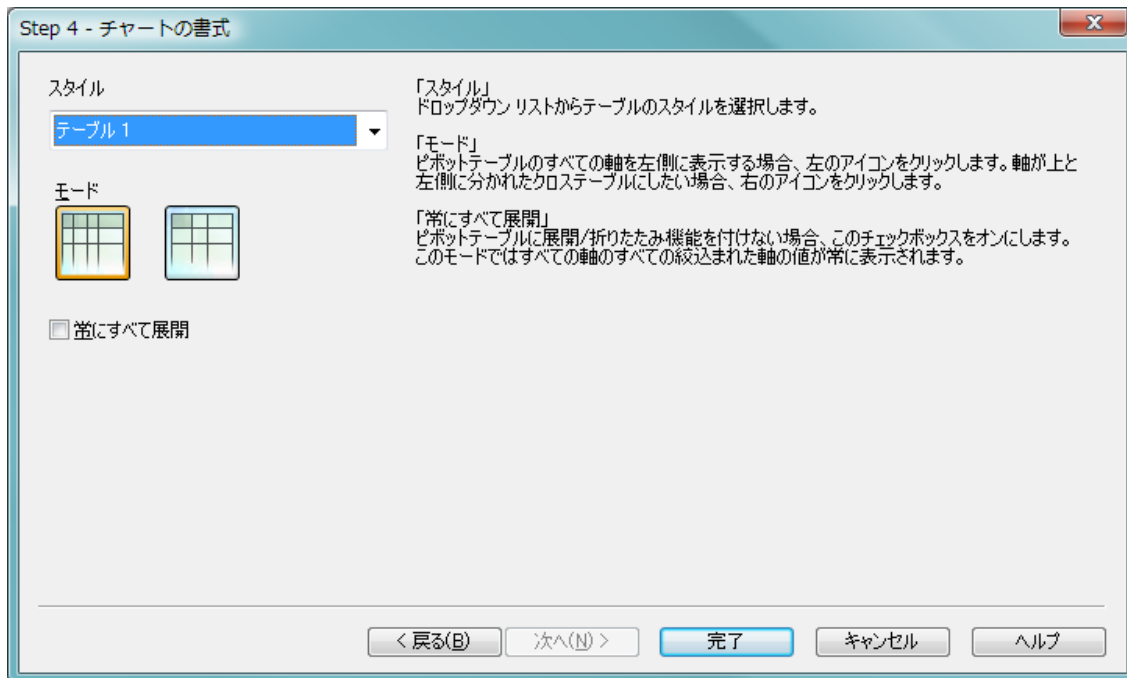 Step 4 - チャートの書式
スタイル
テーブル 1
モード
常にすべて展開
「スタイル」
ドロップダウン リストからテーブルのスタイルを選択します。
「モード」
ピボットテーブルのすべての軸を左側に表示する場合、左のアイコンをクリックします。軸が上と
左側に分かれたクロステーブルにしたい場合、右のアイコンをクリックします。
「常にすべて展開」
ピボットテーブルに展開/折りたたみ機能を付けない場合、このチェックボックスをオンにします。
このモードではすべての軸のすべての絞込まれた軸の値が常に表示されます。
< 戻る(B)
次へ(N) >
完了
キャンセル
ヘルプ